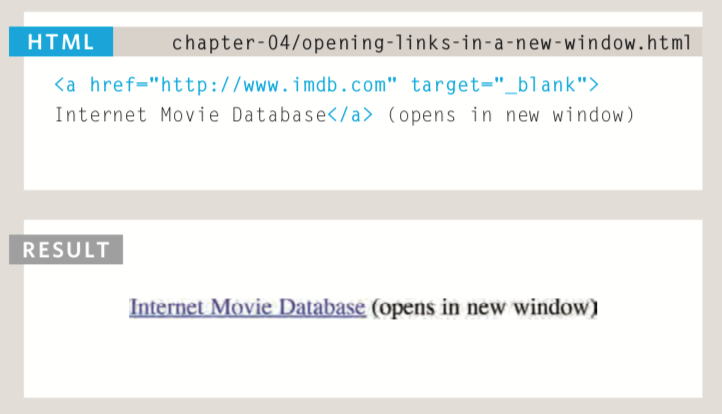 HTML chapter-04/opening-links-in-a-new-window.html
<a href="http://www.imdb.com" target="_blank">
Internet Movie Database</a> (opens in new window)
RESULT
Internet Movie Database (opens in new window)